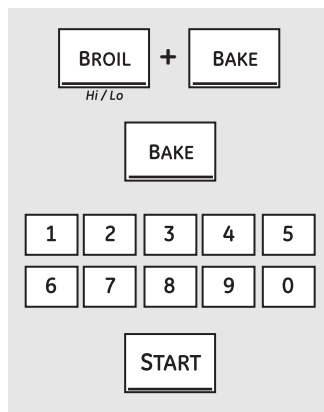 BROIL + BAKE
Hi / Lo
BAKE
1 2 3 4 5
6 7 8 9 0
START